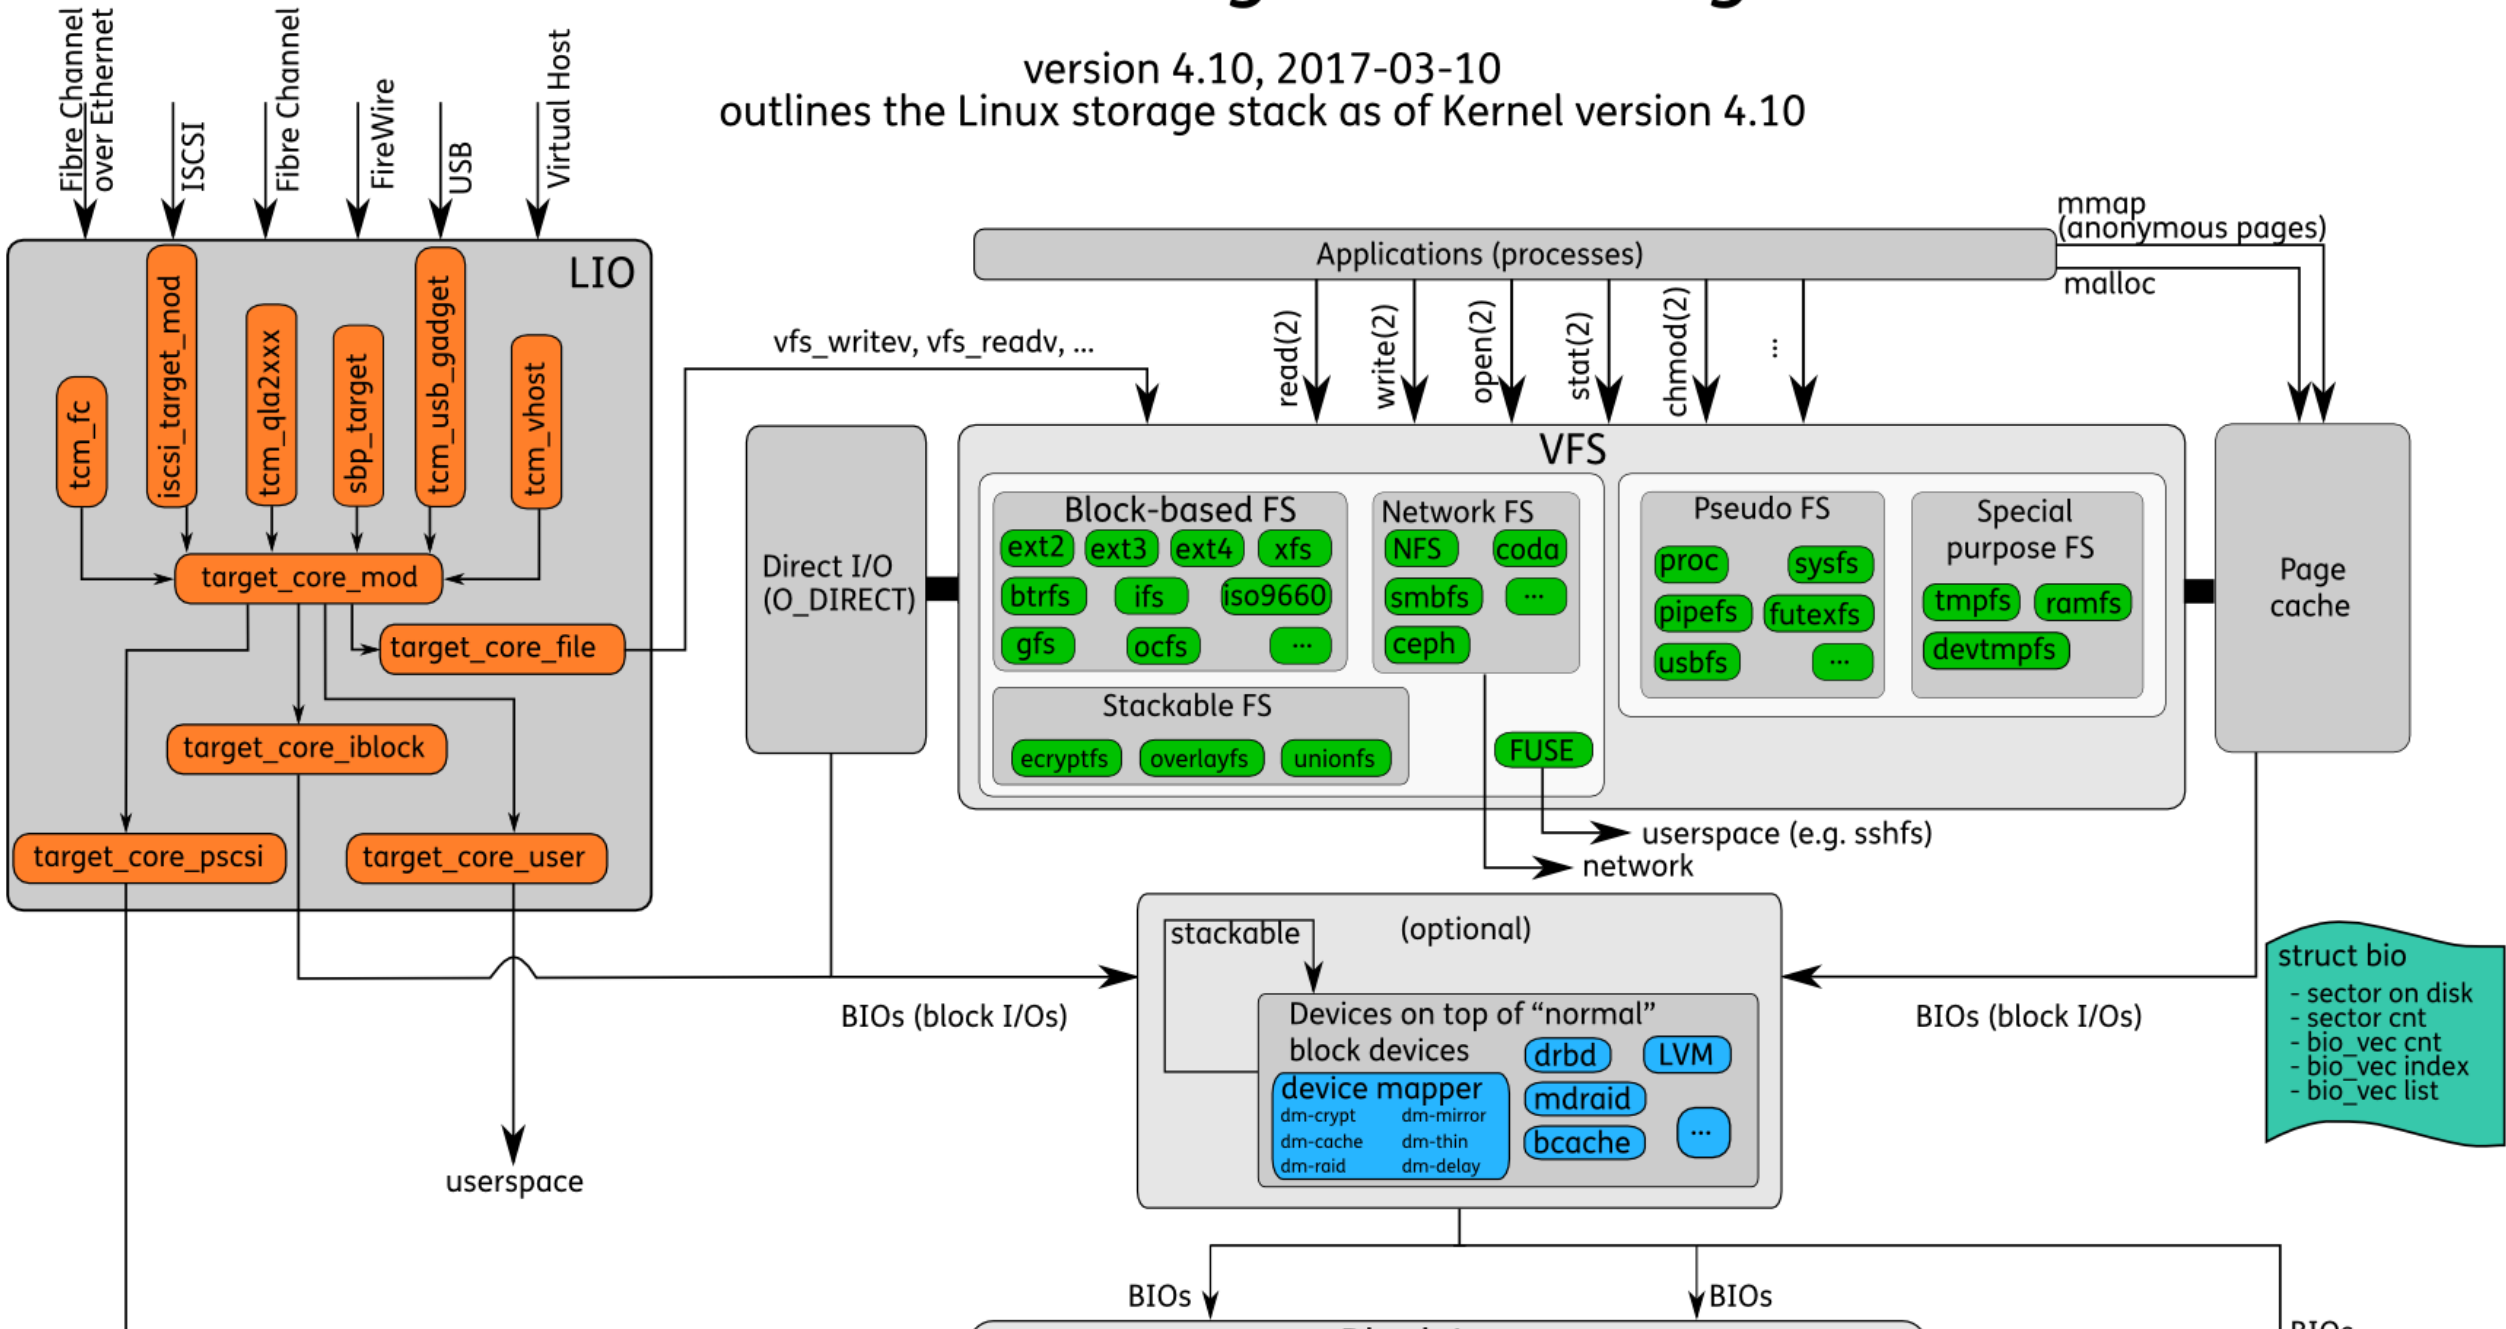 version 4.10, 2017-03-10
outlines the Linux storage stack as of Kernel version 4.10
Fibre Channel
over Ethernet
ISCSI
Fibre Channel
FireWire
USB
Virtual Host
LIO
tcm_fc
iscsi_target_mod
tcm_qla2xxx
sbp_target
tcm_usb_gadget
tcm_vhost
target_core_mod
target_core_file
target_core_iblock
target_core_pscsi
target_core_user
userspace
vfs_writev, vfs_readv, ...
Applications (processes)
mmap
(anonymous pages)
malloc
read(2)
write(2)
open(2)
stat(2)
chmod(2)
...
Direct I/O
(O_DIRECT)
VFS
Block-based FS
ext2 ext3 ext4 xfs
btrfs ifs iso9660
gfs ocfs ...
Network FS
NFS coda
smbfs ...
ceph
Pseudo FS
proc sysfs
pipefs futexfs
usbfs ...
Special
purpose FS
tmpfs ramfs
devtmpfs
Stackable FS
ecryptfs overlayfs unionfs
FUSE
Page
cache
userspace (e.g. sshfs)
network
stackable
(optional)
BIOs (block I/Os)
BIOs (block I/Os)
Devices on top of “normal”
block devices
device mapper
dm-crypt dm-mirror
dm-cache dm-thin
dm-raid dm-delay
drbd LVM
mdraid
bcache ...
struct bio
- sector on disk
- sector cnt
- bio_vec cnt
- bio_vec index
- bio_vec list
BIOs
BIOs
BIOs